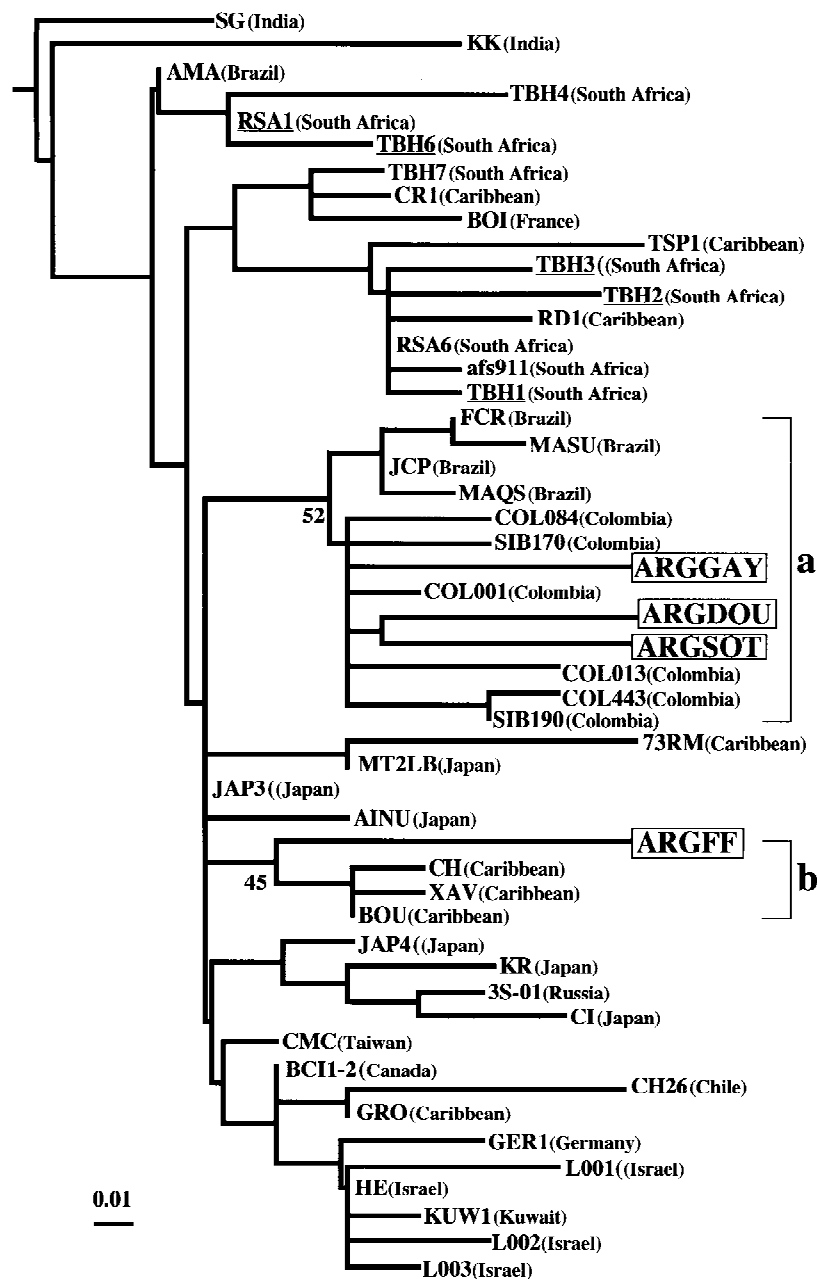 SG (India)
KK (India)
AMA (Brazil)
TBH4 (South Africa)
RSA1 (South Africa)
TBH6 (South Africa)
TBH7 (South Africa)
CR1 (Caribbean)
BOI (France)
TSP1 (Caribbean)
TBH3 ((South Africa)
TBH2 (South Africa)
RD1 (Caribbean)
RSA6 (South Africa)
afs911 (South Africa)
TBH1 (South Africa)
FCR (Brazil)
MASU (Brazil)
JCP (Brazil)
MAQS (Brazil)
52
COL084 (Colombia)
SIB170 (Colombia)
a
ARGGAY
COL001 (Colombia)
ARGDOU
ARGSOT
COL013 (Colombia)
COL443 (Colombia)
SIB190 (Colombia)
73RM (Caribbean)
MT2LB (Japan)
JAP3 ((Japan)
AINU (Japan)
ARGFF
45
CH (Caribbean)
b
XAV (Caribbean)
BOU (Caribbean)
JAP4 ((Japan)
KR (Japan)
3S-01 (Russia)
CI (Japan)
CMC (Taiwan)
BCI1-2 (Canada)
CH26 (Chile)
GRO (Caribbean)
GER1 (Germany)
L001 ((Israel)
HE (Israel)
0.01
KUW1 (Kuwait)
L002 (Israel)
L003 (Israel)